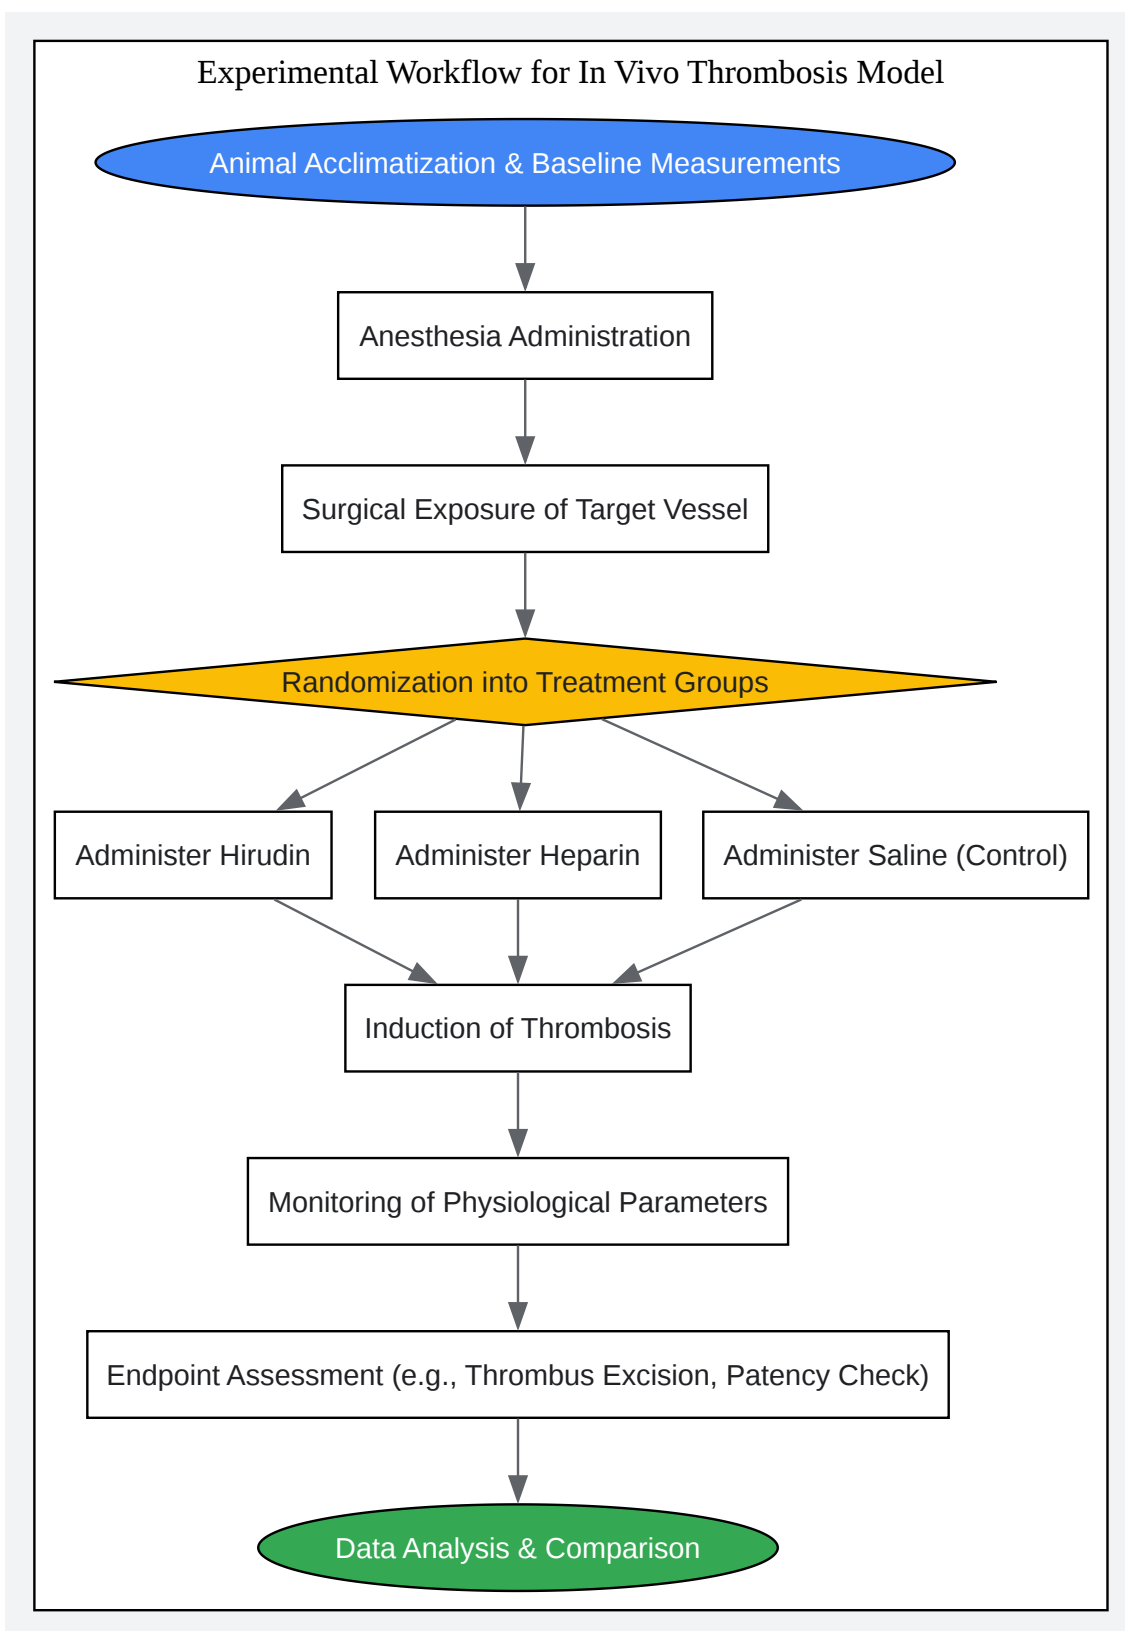 Experimental Workflow for In Vivo Thrombosis Model
Animal Acclimatization & Baseline Measurements
Anesthesia Administration
Surgical Exposure of Target Vessel
Randomization into Treatment Groups
Administer Hirudin
Administer Heparin
Administer Saline (Control)
Induction of Thrombosis
Monitoring of Physiological Parameters
Endpoint Assessment (e.g., Thrombus Excision, Patency Check)
Data Analysis & Comparison